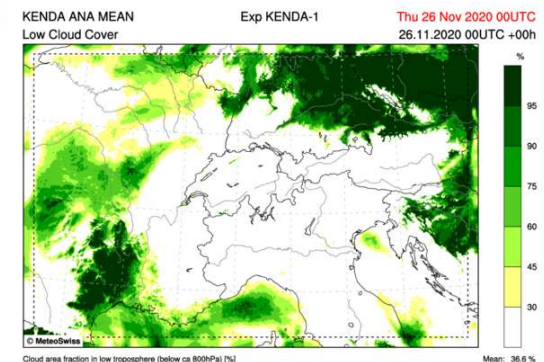 KENDA ANA MEAN Exp KENDA-1 Thu 26 Nov 2020 00UTC
Low Cloud Cover 26.11.2020 00UTC +00h
%
95
90
75
60
45
30
© MeteoSwiss
Cloud area fraction in low troposphere (below ca 800hPa) [%] Mean: 36.6 %